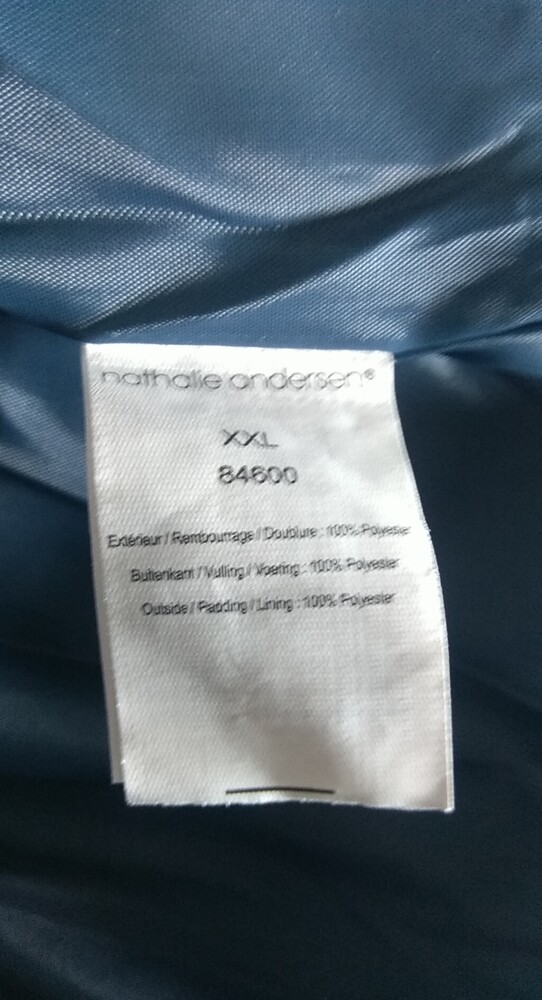 nathalie andersen®
XXL
84600
Extérieur / Rembourrage / Doublure : 100% Polyester
Buitenkant / Vulling / Voering : 100% Polyester
Outside / Padding / Lining : 100% Polyester